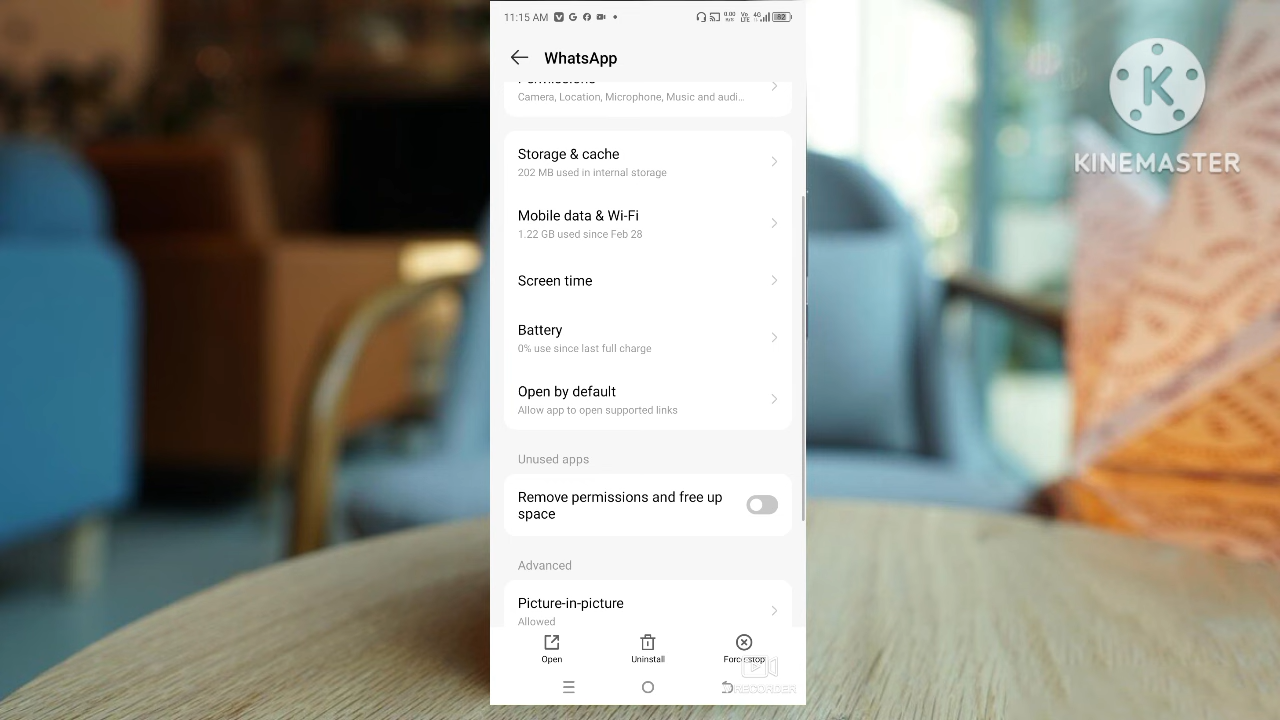 11:15 AM
WhatsApp
Permissions
Camera, Location, Microphone, Music and audi...
Storage & cache
202 MB used in internal storage
Mobile data & Wi-Fi
1.22 GB used since Feb 28
Screen time
Battery
0% use since last full charge
Open by default
Allow app to open supported links
Unused apps
Remove permissions and free up
space
Advanced
Picture-in-picture
Allowed
Open
Uninstall
Force stop
RECORDER
K
KINEMASTER